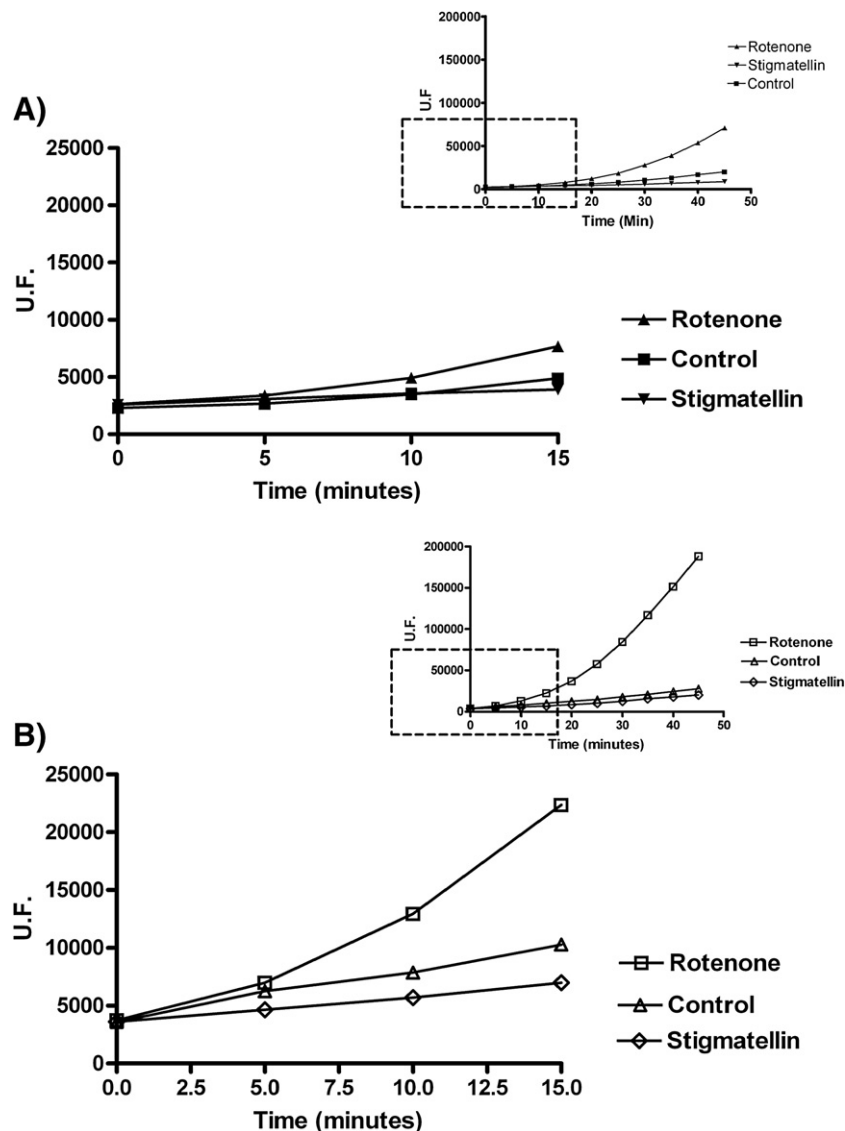 A)
200000
150000
100000
50000
0
U.F
0 10 20 30 40 50
Time (Min)
Rotenone
Stigmatellin
Control
25000
20000
15000
10000
5000
0
U.F.
0 5 10 15
Time (minutes)
Rotenone
Control
Stigmatellin
B)
200000
150000
100000
50000
0
U.F.
0 10 20 30 40 50
Time (minutes)
Rotenone
Control
Stigmatellin
25000
20000
15000
10000
5000
0
U.F.
0.0 2.5 5.0 7.5 10.0 12.5 15.0
Time (minutes)
Rotenone
Control
Stigmatellin